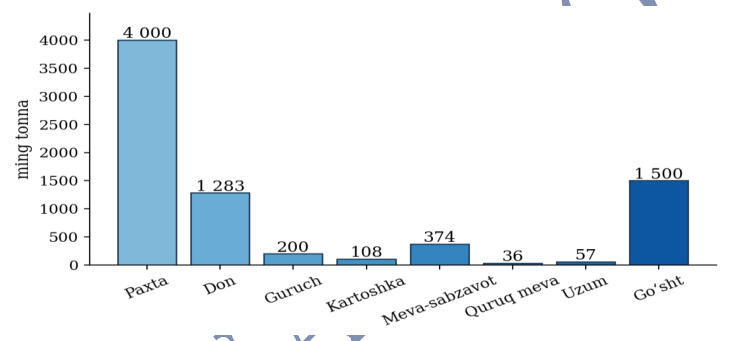 ming tonna
4000
3500
3000
2500
2000
1500
1000
500
0
4 000
1 283
200
108
374
36
57
1 500
Paxta
Don
Guruch
Kartoshka
Meva-sabzavot
Quruq meva
Uzum
Go‘sht